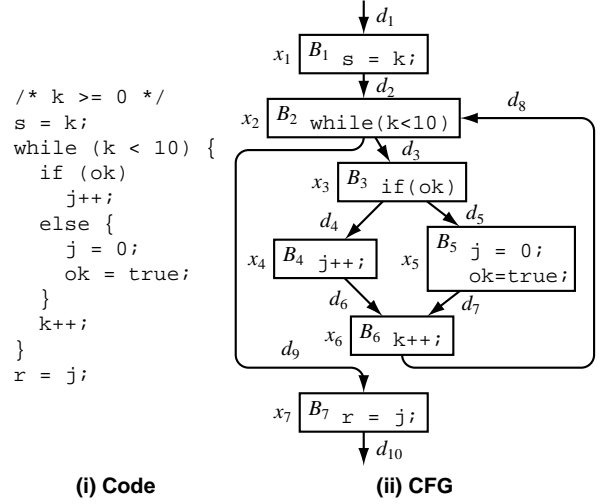 /* k >= 0 */
s = k;
while (k < 10) {
if (ok)
j++;
else {
j = 0;
ok = true;
}
k++;
}
r = j;
(i) Code
d1
x1 B1 s = k;
d2
d8
x2 B2 while(k<10)
d3
x3 B3 if(ok)
d4
d5
x4 B4 j++;
x5 B5 j = 0;
ok=true;
d6
d7
x6 B6 k++;
d9
x7 B7 r = j;
d10
(ii) CFG